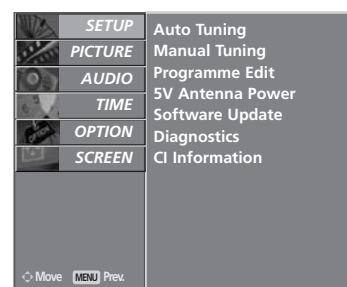 SETUP
PICTURE
AUDIO
TIME
OPTION
SCREEN
Auto Tuning
Manual Tuning
Programme Edit
5V Antenna Power
Software Update
Diagnostics
CI Information
Move MENU Prev.